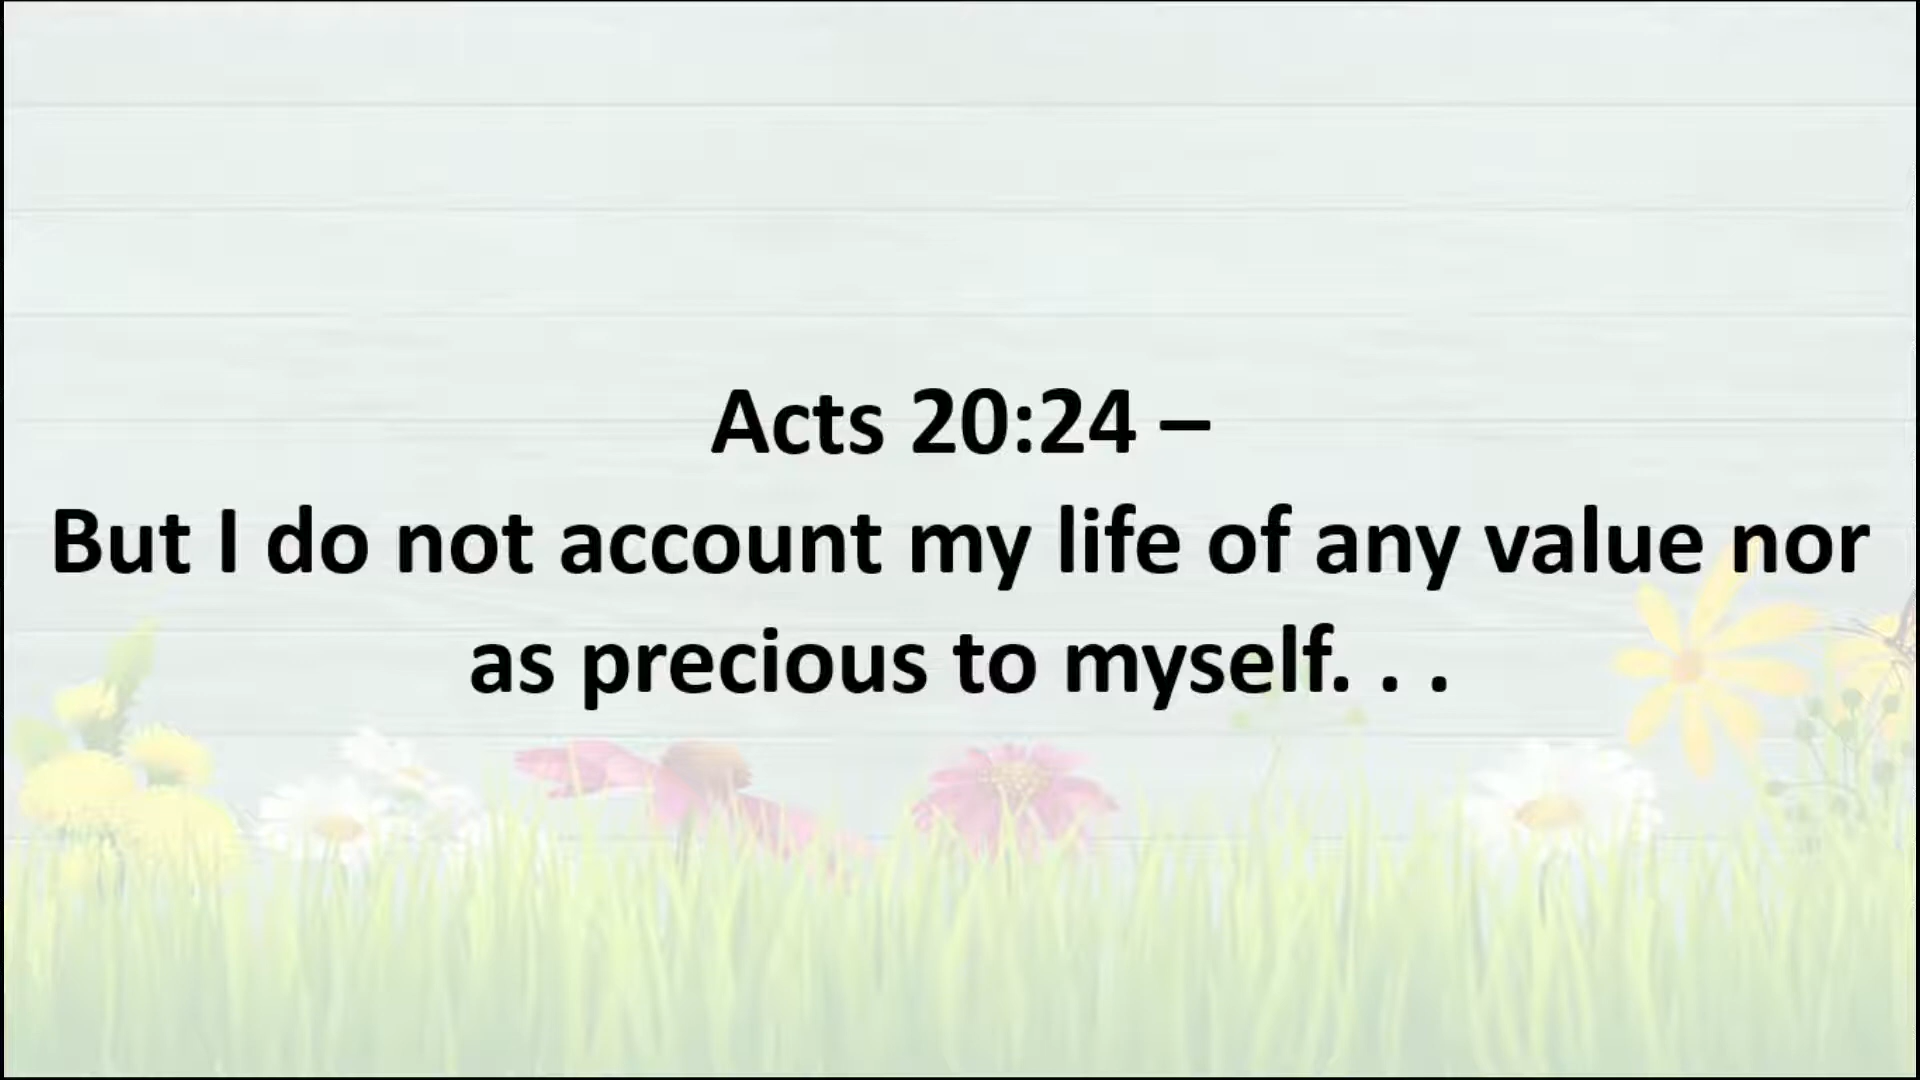 Acts 20:24 –
But I do not account my life of any value nor
as precious to myself. . .